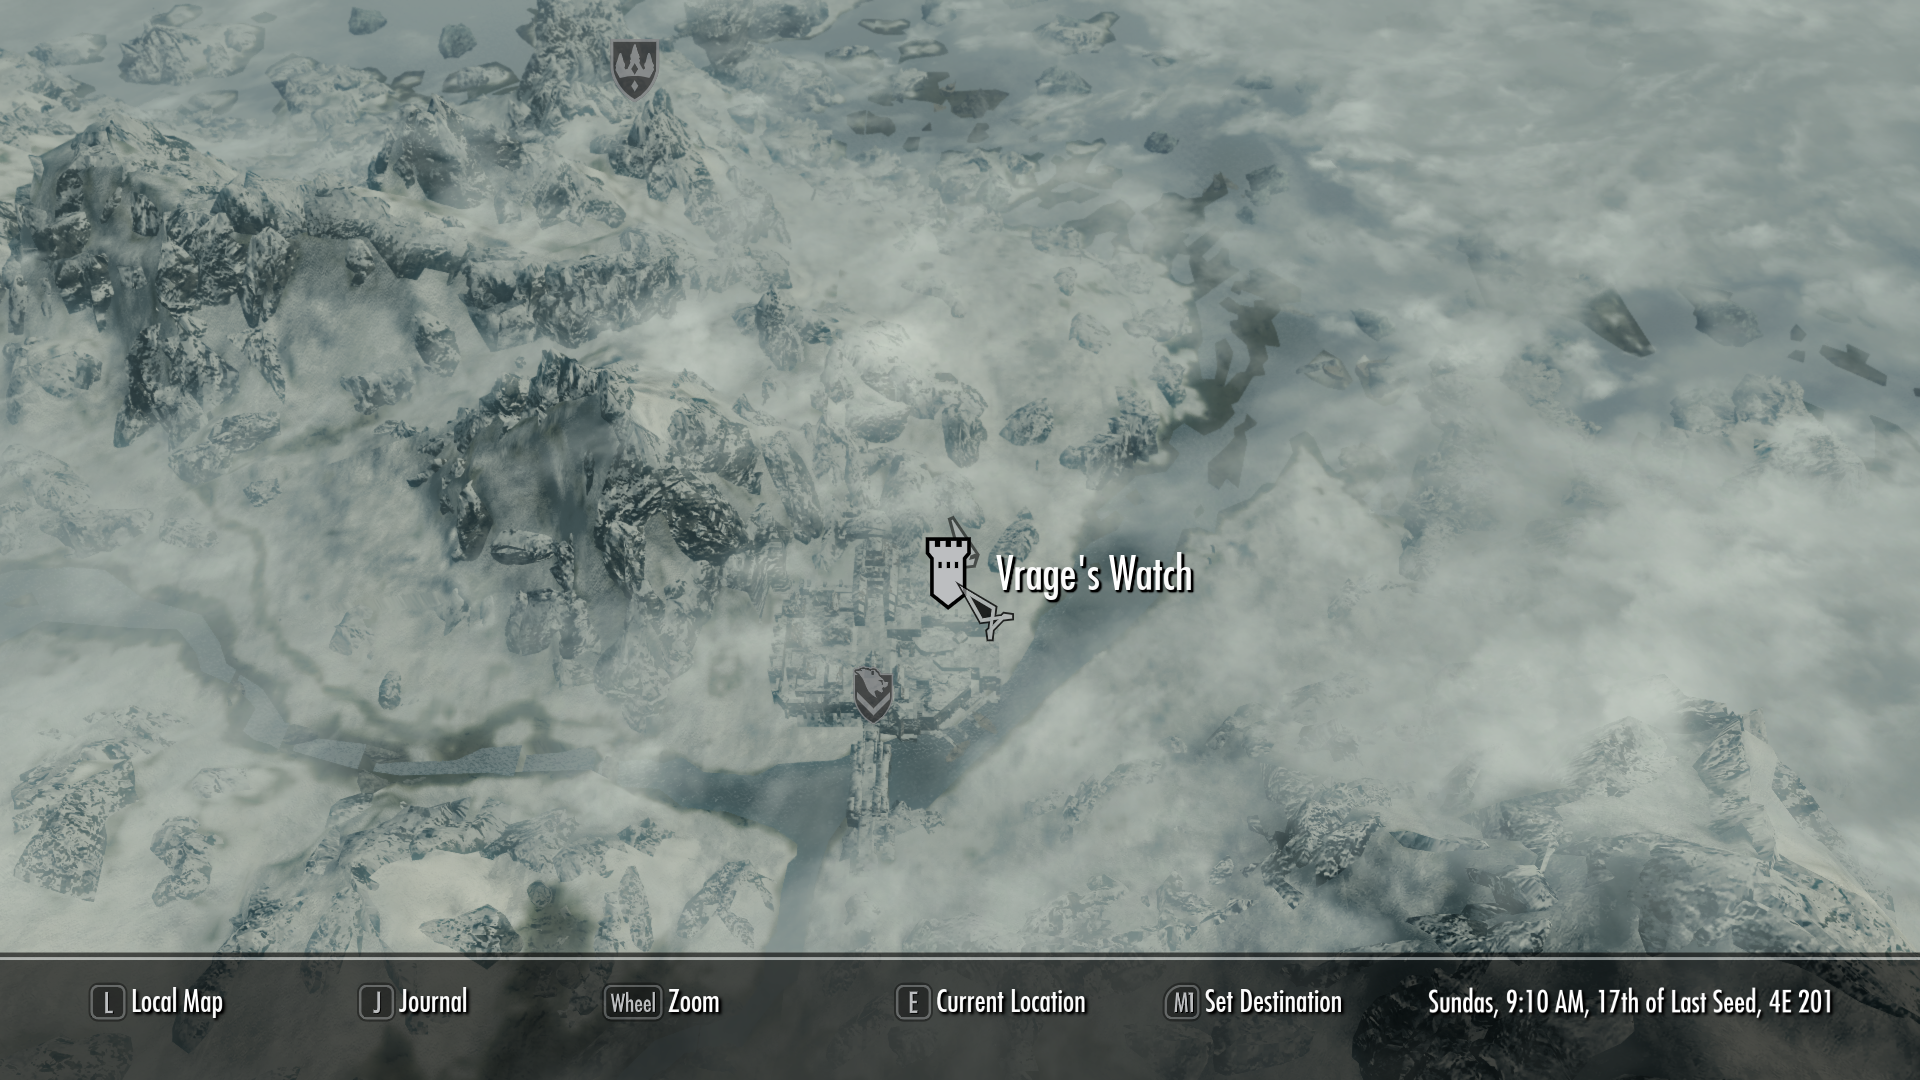 Vrage's Watch
L Local Map
J Journal
Wheel Zoom
E Current Location
M1 Set Destination
Sundas, 9:10 AM, 17th of Last Seed, 4E 201